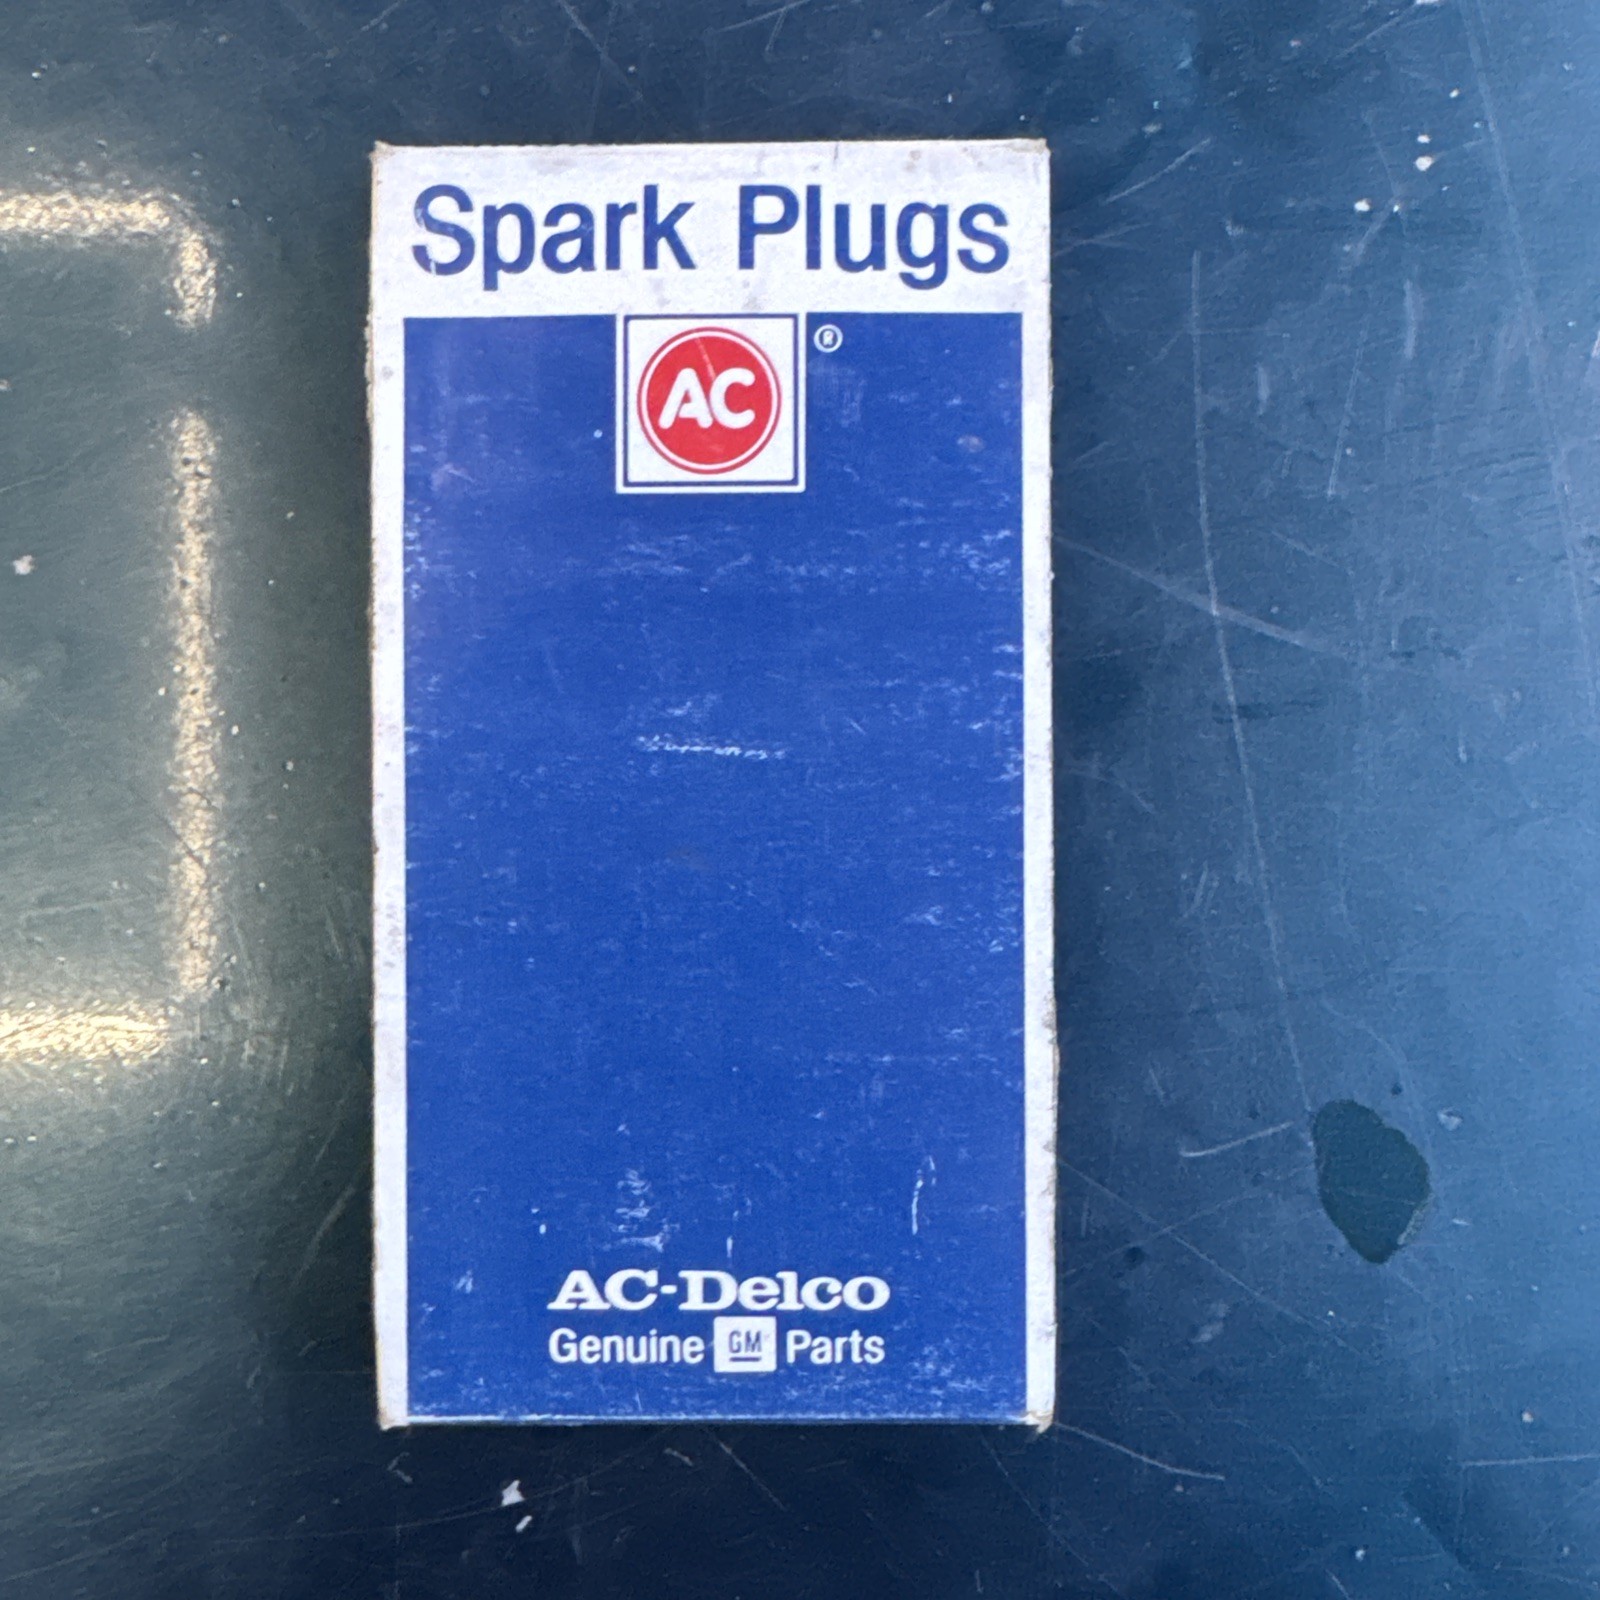 Spark Plugs
AC ®
AC-Delco
Genuine GM Parts